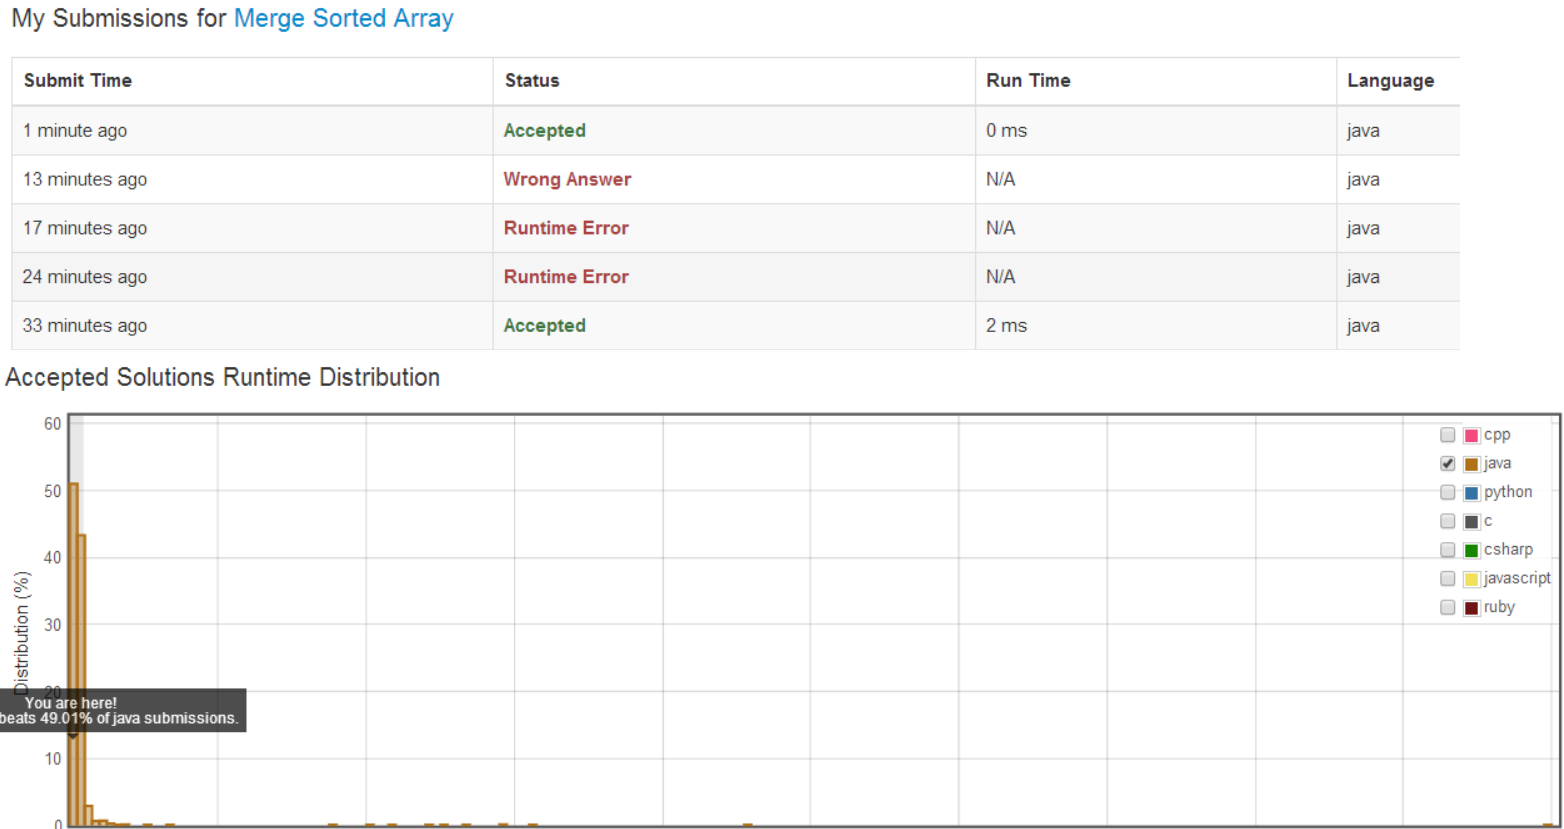 My Submissions for Merge Sorted Array
Submit Time Status Run Time Language
1 minute ago Accepted 0 ms java
13 minutes ago Wrong Answer N/A java
17 minutes ago Runtime Error N/A java
24 minutes ago Runtime Error N/A java
33 minutes ago Accepted 2 ms java
Accepted Solutions Runtime Distribution
60
50
40
30
20
10
0
Distribution (%)
You are here!
beats 49.01% of java submissions.
cpp
java
python
c
csharp
javascript
ruby